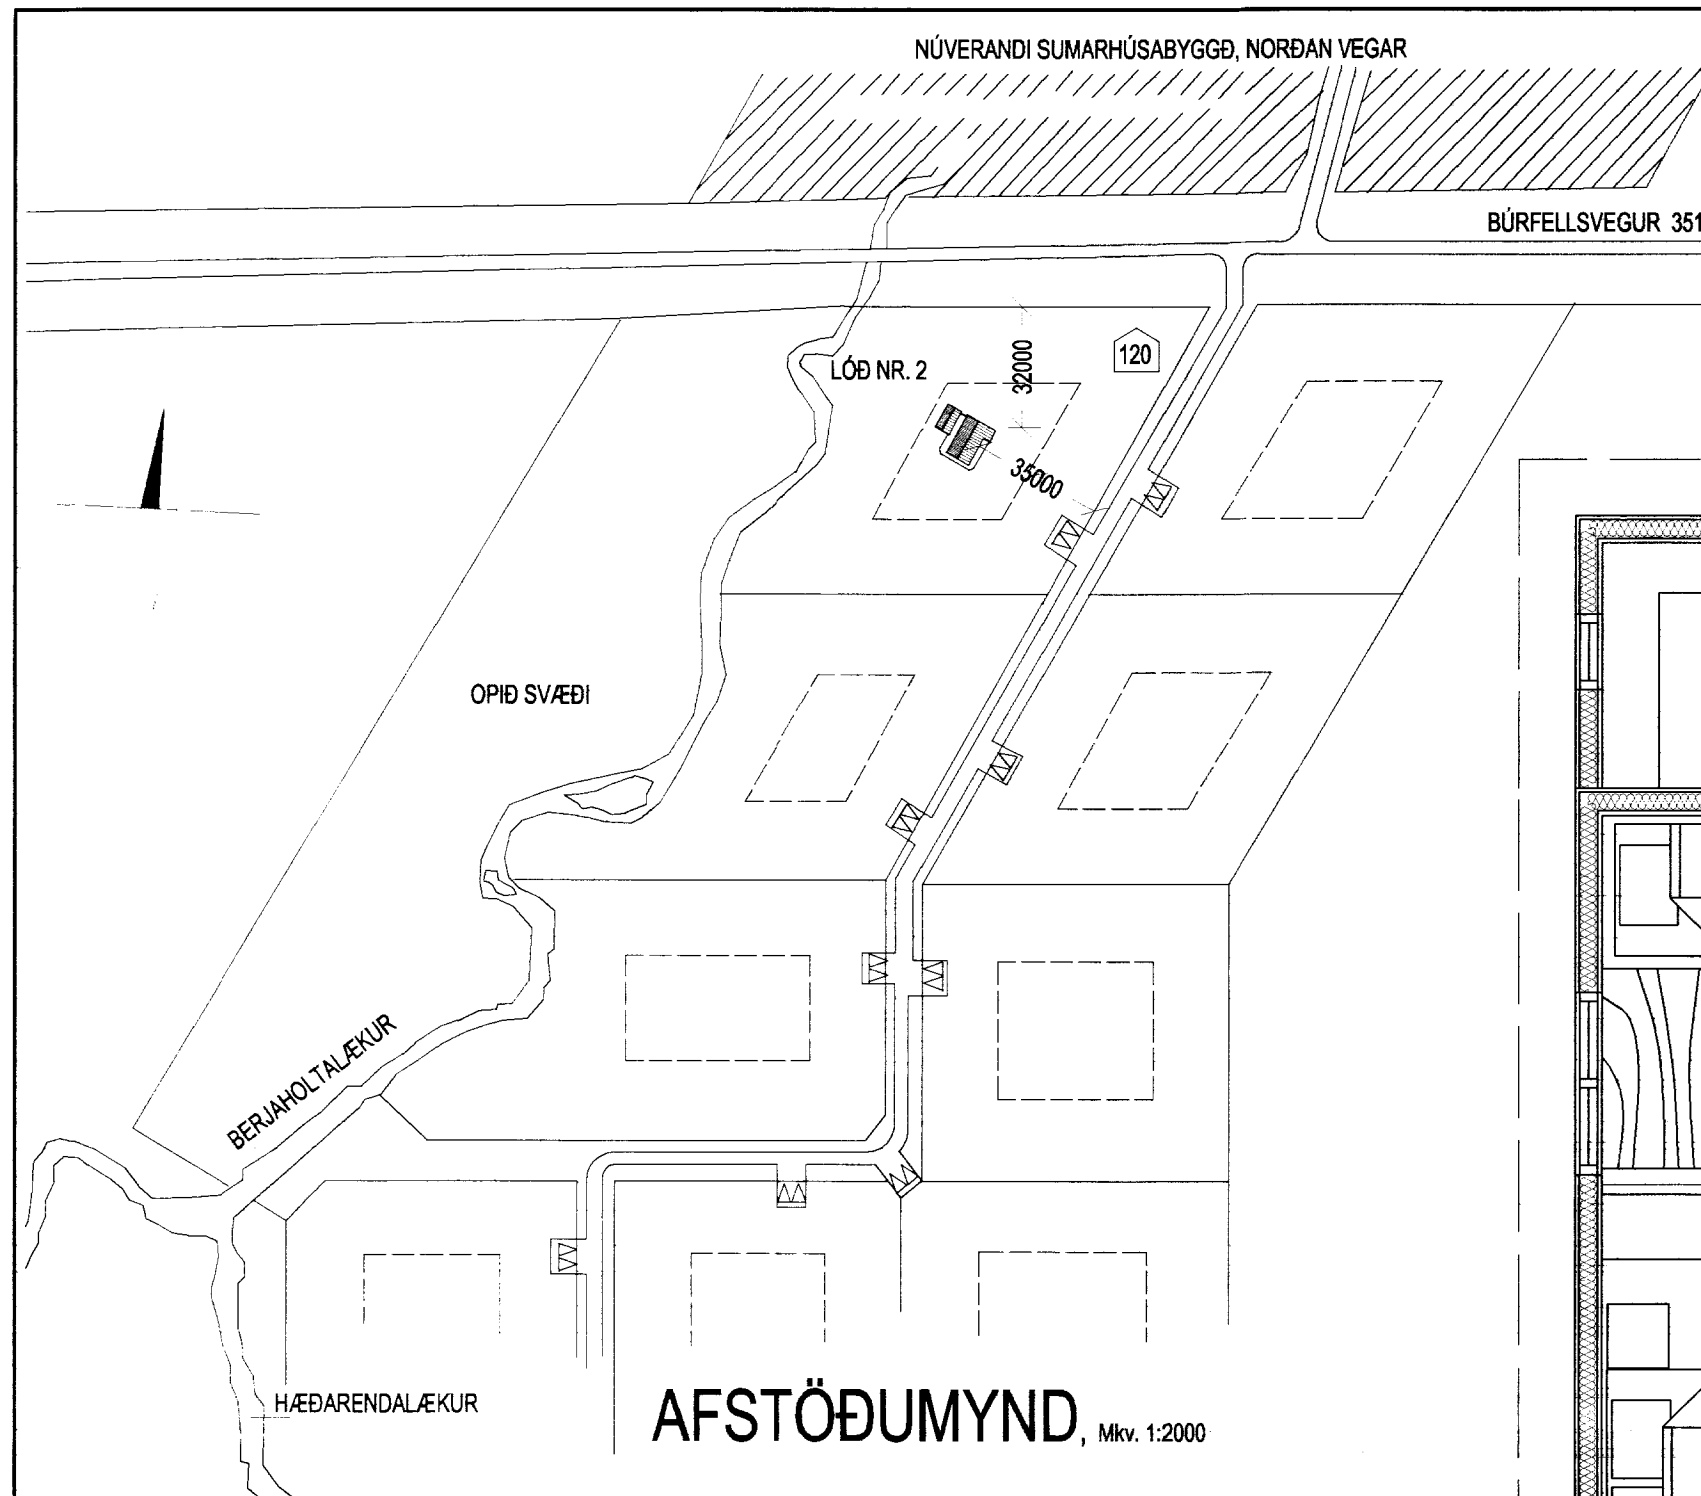 NÚVERANDI SUMARHÚSABYGGÐ, NORÐAN VEGAR
BÚRFELLSVEGUR 351
LÓÐ NR. 2
32000
120
35000
OPIÐ SVÆÐI
BERJAHOLTALÆKUR
HÆÐARENDALÆKUR
AFSTÖÐUMYND, Mkv. 1:2000